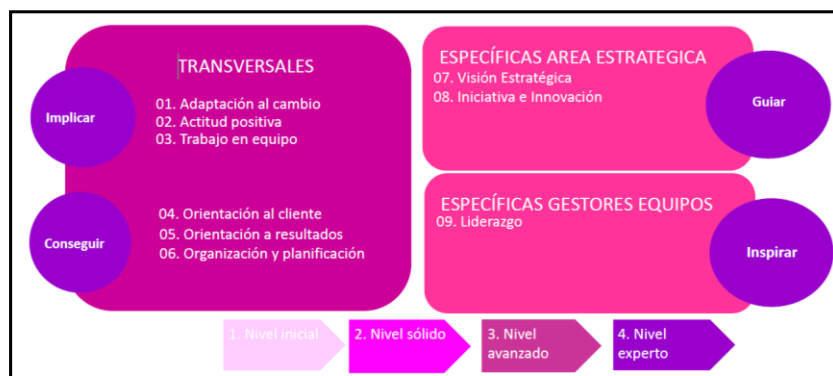 TRANSVERSALES
Implicar
01. Adaptación al cambio
02. Actitud positiva
03. Trabajo en equipo
Conseguir
04. Orientación al cliente
05. Orientación a resultados
06. Organización y planificación
ESPECÍFICAS AREA ESTRATEGICA
07. Visión Estratégica
08. Iniciativa e Innovación
Guiar
ESPECÍFICAS GESTORES EQUIPOS
09. Liderazgo
Inspirar
1. Nivel inicial
2. Nivel sólido
3. Nivel
avanzado
4. Nivel
experto